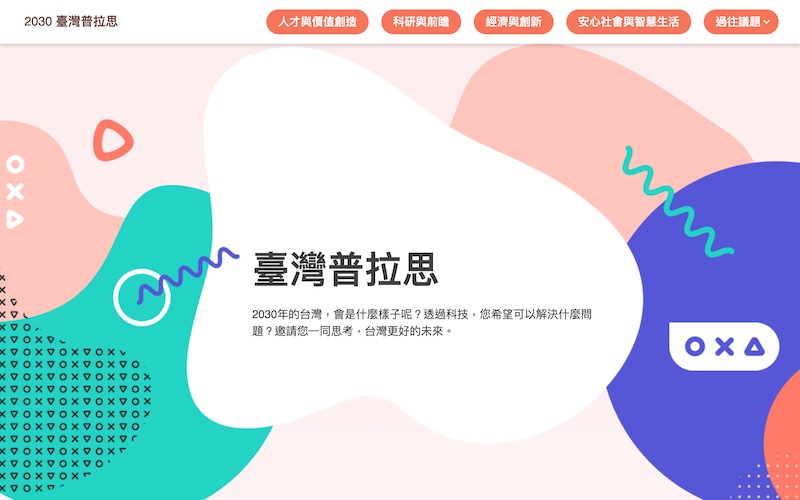 2030 臺灣普拉思
人才與價值創造
科研與前瞻
經濟與創新
安心社會與智慧生活
過往議題
臺灣普拉思
2030年的台灣，會是什麼樣子呢？透過科技，您希望可以解決什麼問
題？邀請您一同思考，台灣更好的未來。